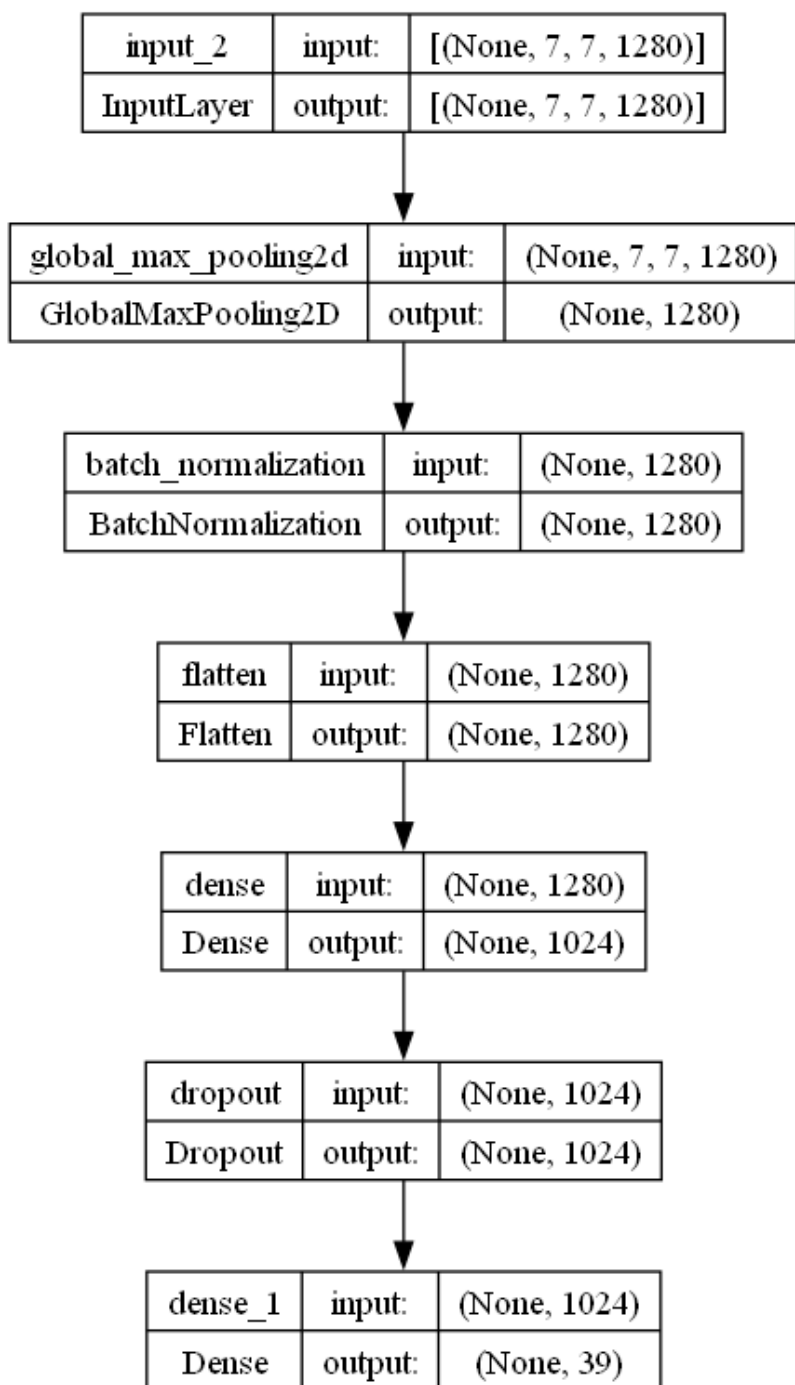 input_2 input: [(None, 7, 7, 1280)]
InputLayer output: [(None, 7, 7, 1280)]
global_max_pooling2d input: (None, 7, 7, 1280)
GlobalMaxPooling2D output: (None, 1280)
batch_normalization input: (None, 1280)
BatchNormalization output: (None, 1280)
flatten input: (None, 1280)
Flatten output: (None, 1280)
dense input: (None, 1280)
Dense output: (None, 1024)
dropout input: (None, 1024)
Dropout output: (None, 1024)
dense_1 input: (None, 1024)
Dense output: (None, 39)